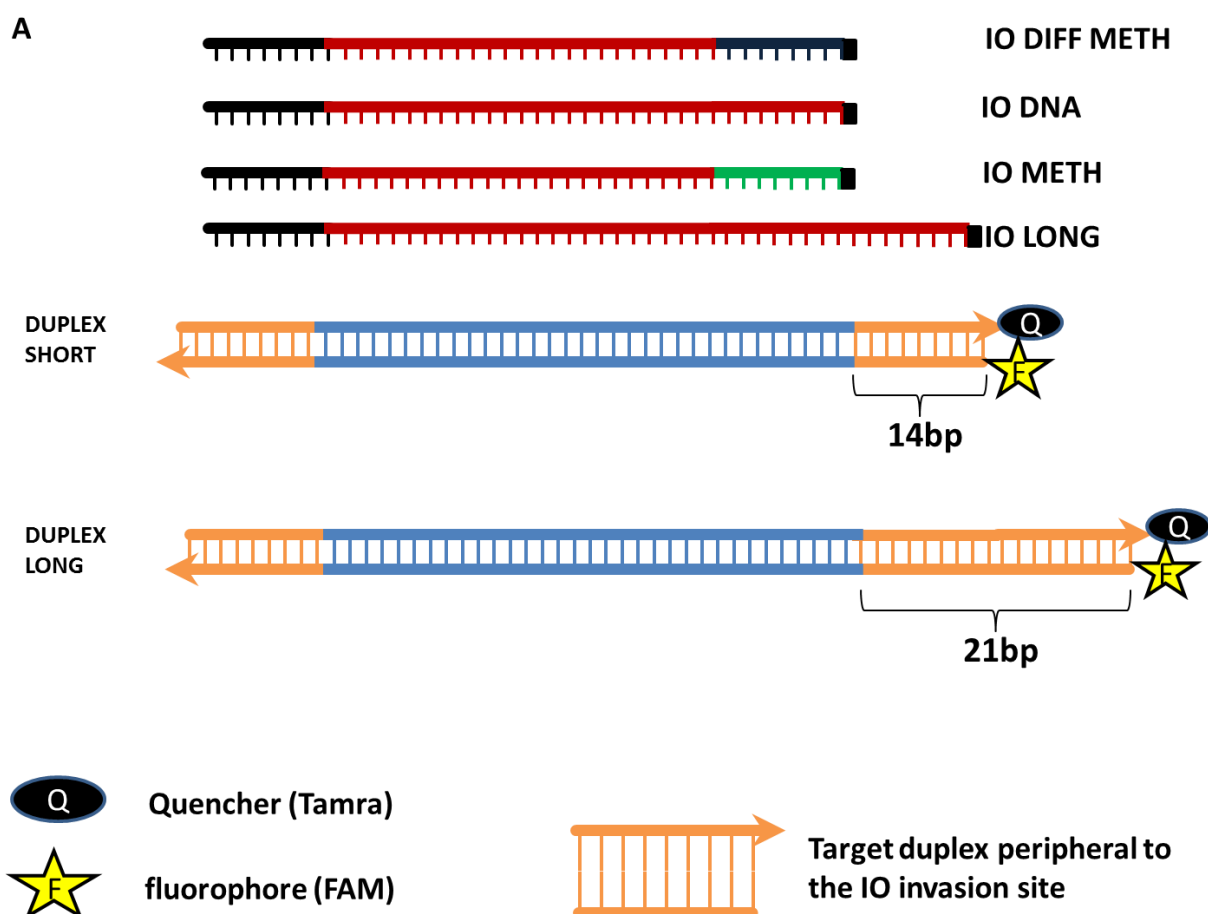 A
IO DIFF METH
IO DNA
IO METH
IO LONG
DUPLEX
SHORT
Q
F
14bp
DUPLEX
LONG
Q
F
21bp
Q
Quencher (Tamra)
F
fluorophore (FAM)
Target duplex peripheral to
the IO invasion site